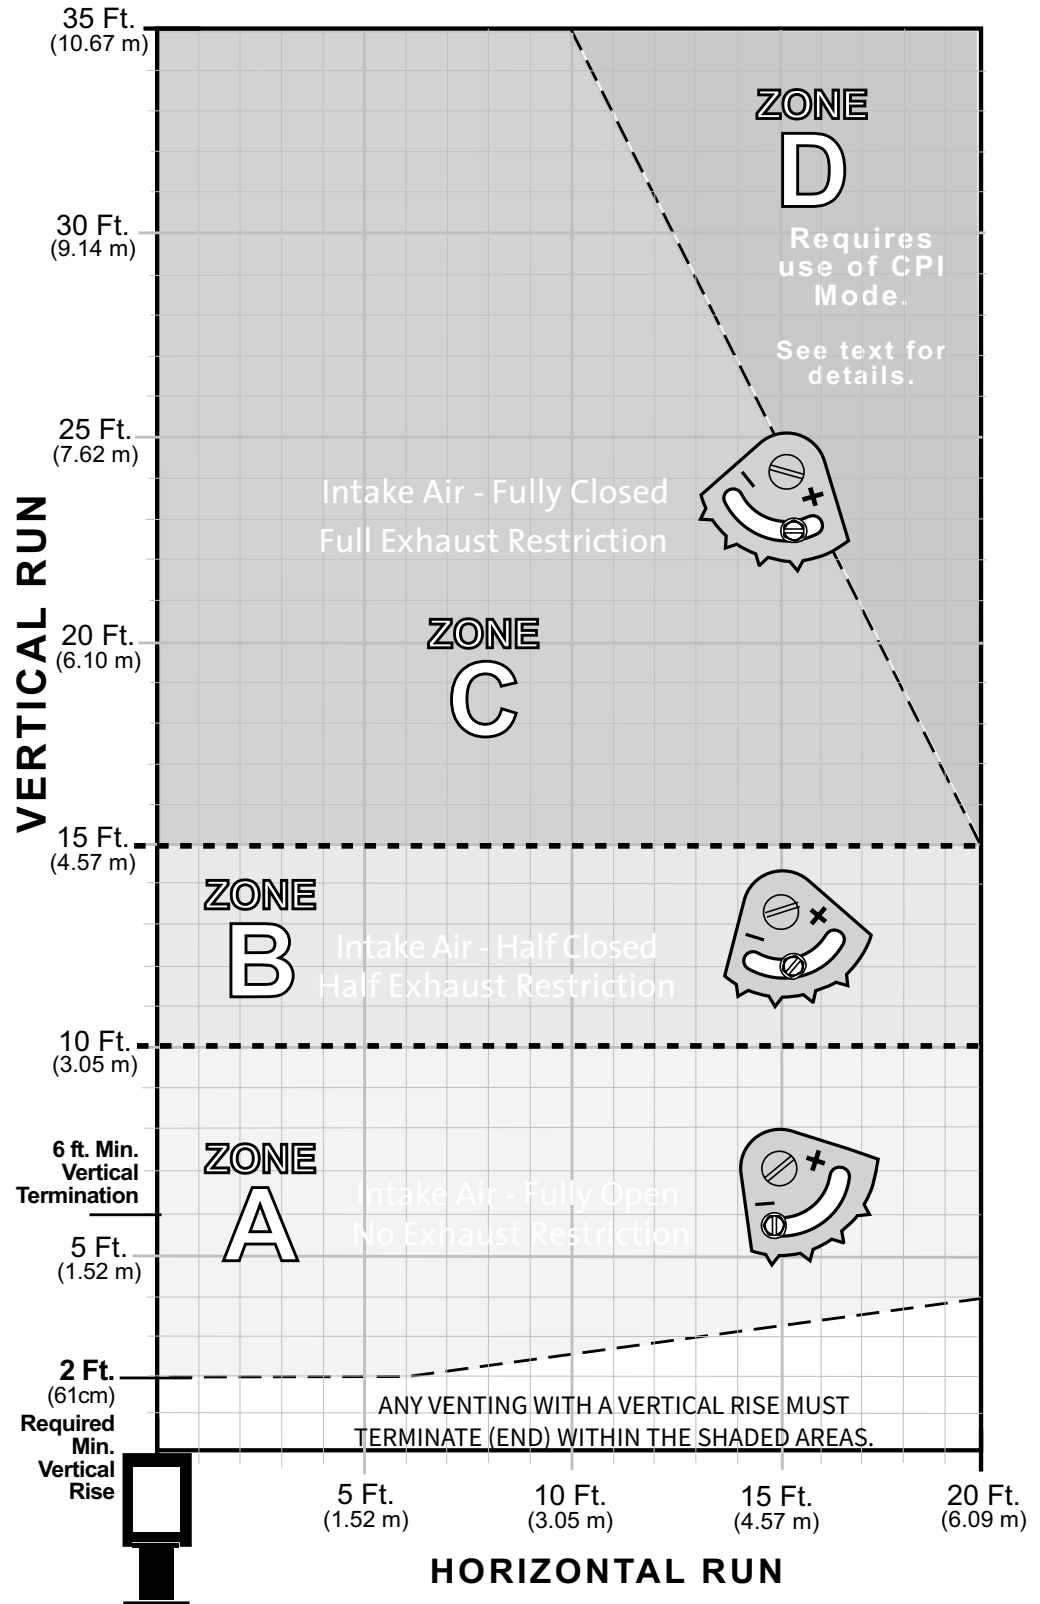 35 Ft.
(10.67 m)
ZONE
D
Requires
use of CPI
Mode.
See text for
details.
30 Ft.
(9.14 m)
25 Ft.
(7.62 m)
Intake Air - Fully Closed
Full Exhaust Restriction
VERTICAL RUN
20 Ft.
(6.10 m)
ZONE
C
15 Ft.
(4.57 m)
ZONE
B
Intake Air - Half Closed
Half Exhaust Restriction
10 Ft.
(3.05 m)
6 ft. Min.
Vertical
Termination
ZONE
A
Intake Air - Fully Open
No Exhaust Restriction
5 Ft.
(1.52 m)
2 Ft.
(61cm)
Required
Min.
Vertical
Rise
ANY VENTING WITH A VERTICAL RISE MUST
TERMINATE (END) WITHIN THE SHADED AREAS.
5 Ft.
(1.52 m)
10 Ft.
(3.05 m)
15 Ft.
(4.57 m)
20 Ft.
(6.09 m)
HORIZONTAL RUN